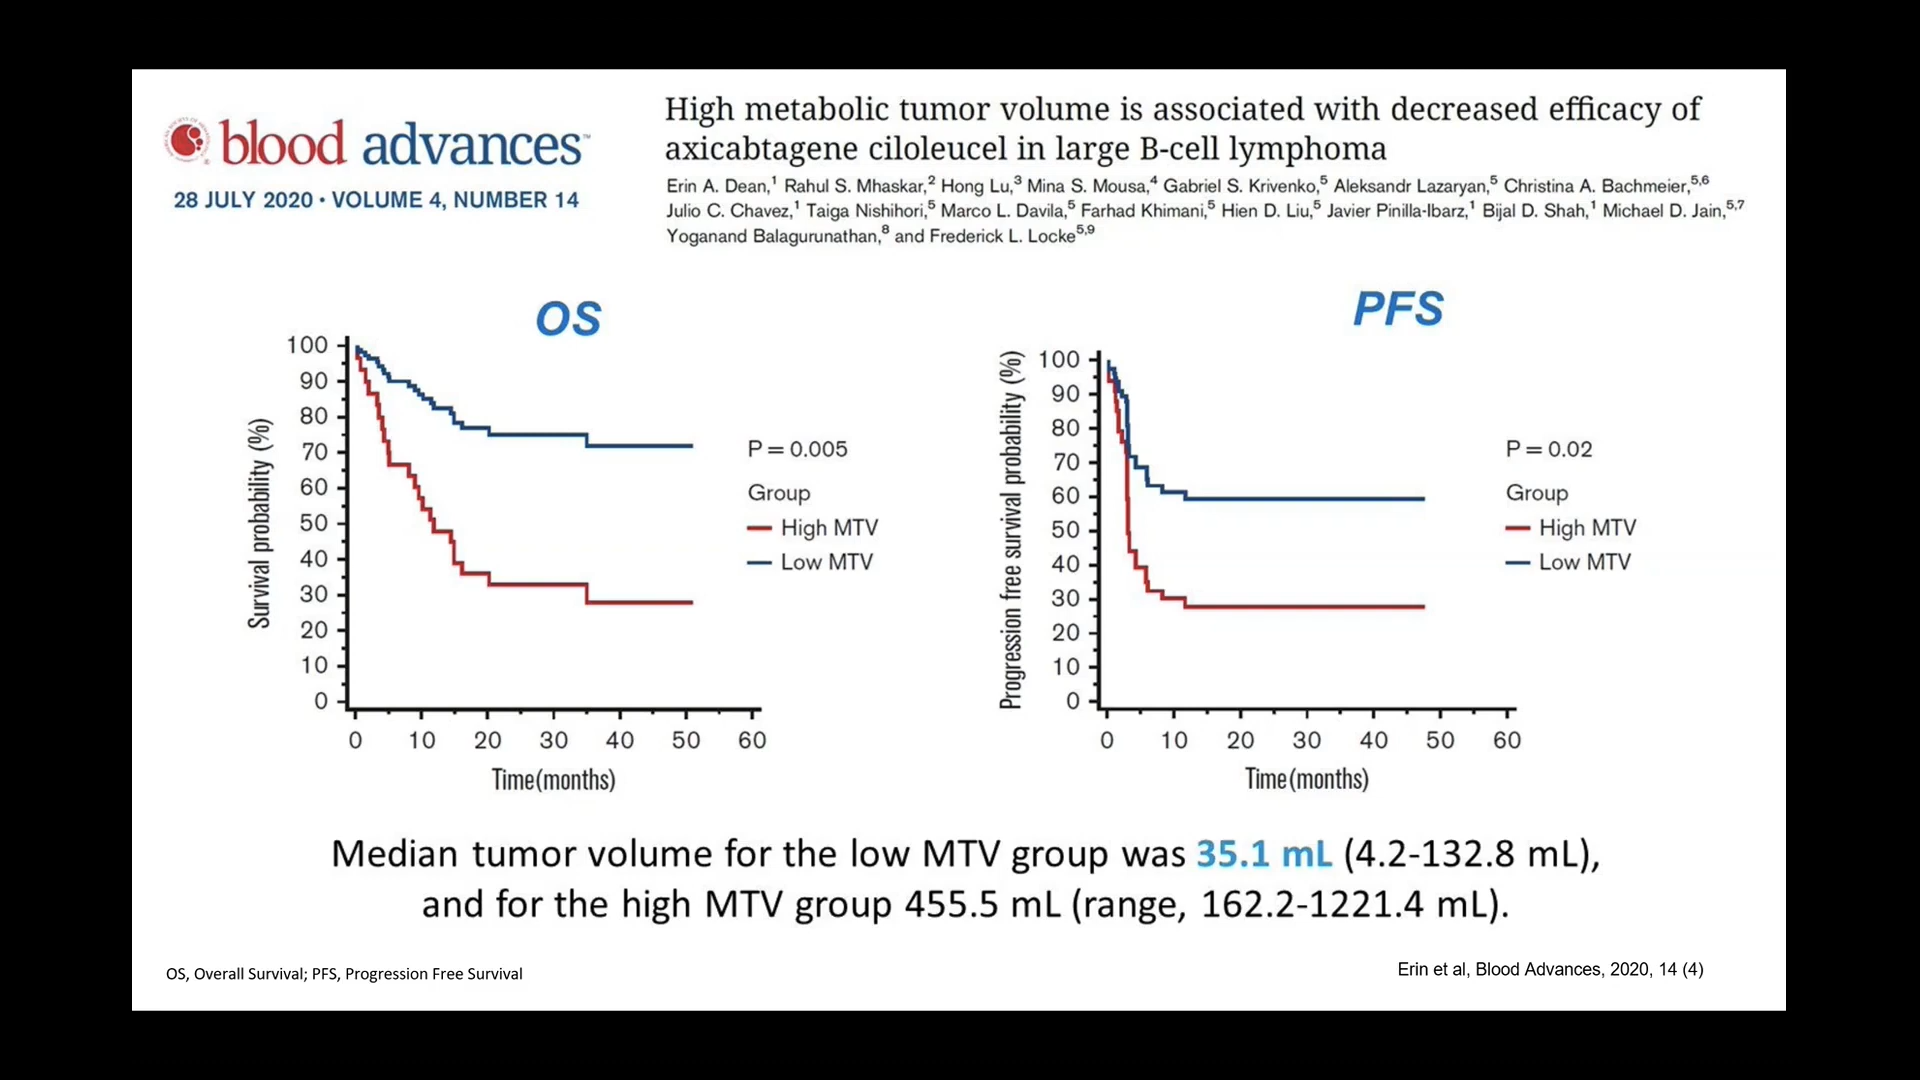 blood advances™
28 JULY 2020 • VOLUME 4, NUMBER 14
High metabolic tumor volume is associated with decreased efficacy of
axicabtagene ciloleucel in large B-cell lymphoma
Erin A. Dean,1 Rahul S. Mhaskar,2 Hong Lu,3 Mina S. Mousa,4 Gabriel S. Krivenko,5 Aleksandr Lazaryan,5 Christina A. Bachmeier,5,6
Julio C. Chavez,1 Taiga Nishihori,5 Marco L. Davila,5 Farhad Khimani,5 Hien D. Liu,5 Javier Pinilla-Ibarz,1 Bijal D. Shah,1 Michael D. Jain,5,7
Yoganand Balagurunathan,8 and Frederick L. Locke5,9
OS
Survival probability (%)
100
90
80
70
60
50
40
30
20
10
0
0 10 20 30 40 50 60
Time (months)
P = 0.005
Group
High MTV
Low MTV
PFS
Progression free survival probability (%)
100
90
80
70
60
50
40
30
20
10
0
0 10 20 30 40 50 60
Time (months)
P = 0.02
Group
High MTV
Low MTV
Median tumor volume for the low MTV group was 35.1 mL (4.2-132.8 mL),
and for the high MTV group 455.5 mL (range, 162.2-1221.4 mL).
OS, Overall Survival; PFS, Progression Free Survival
Erin et al, Blood Advances, 2020, 14 (4)